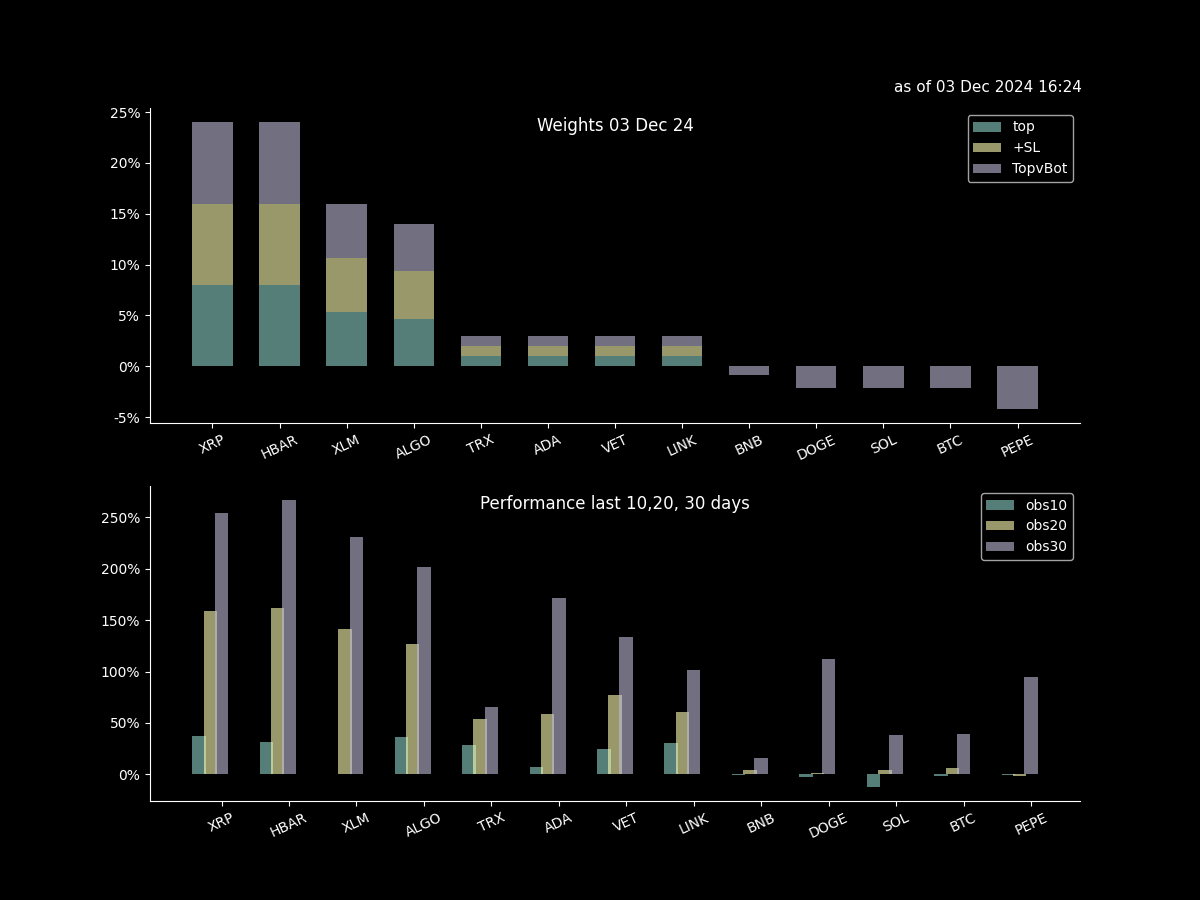 as of 03 Dec 2024 16:24
Weights 03 Dec 24
top
+SL
TopvBot
25%
20%
15%
10%
5%
0%
-5%
XRP HBAR XLM ALGO TRX ADA VET LINK BNB DOGE SOL BTC PEPE
Performance last 10,20, 30 days
obs10
obs20
obs30
250%
200%
150%
100%
50%
0%
XRP HBAR XLM ALGO TRX ADA VET LINK BNB DOGE SOL BTC PEPE